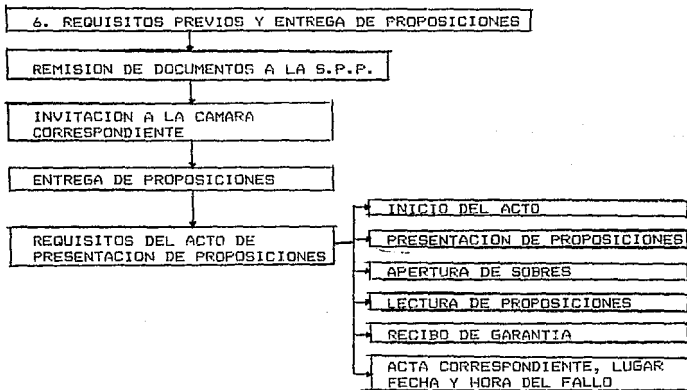 6. REQUISITOS PREVIOS Y ENTREGA DE PROPOSICIONES
REMISION DE DOCUMENTOS A LA S.P.P.
INVITACION A LA CAMARA
CORRESPONDIENTE
ENTREGA DE PROPOSICIONES
REQUISITOS DEL ACTO DE
PRESENTACION DE PROPOSICIONES
INICIO DEL ACTO
PRESENTACION DE PROPOSICIONES
APERTURA DE SOBRES
LECTURA DE PROPOSICIONES
RECIBO DE GARANTIA
ACTA CORRESPONDIENTE, LUGAR
FECHA Y HORA DEL FALLO